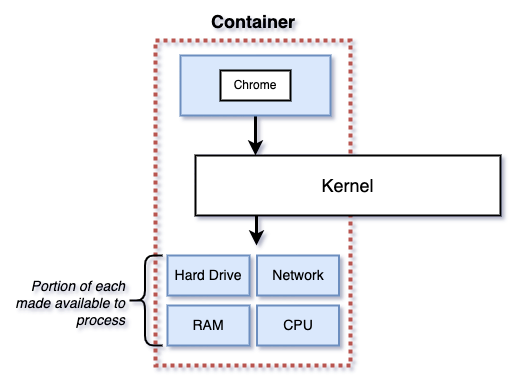 Container
Chrome
Kernel
Hard Drive
Network
Portion of each
made available to
process
RAM
CPU